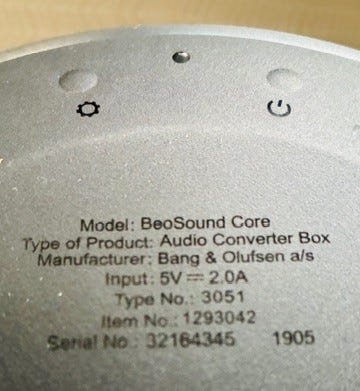 Model: BeoSound Core
Type of Product: Audio Converter Box
Manufacturer: Bang & Olufsen a/s
Input: 5V ⎓ 2.0A
Type No.: 3051
Item No.: 1293042
Serial No.: 32164345 1905